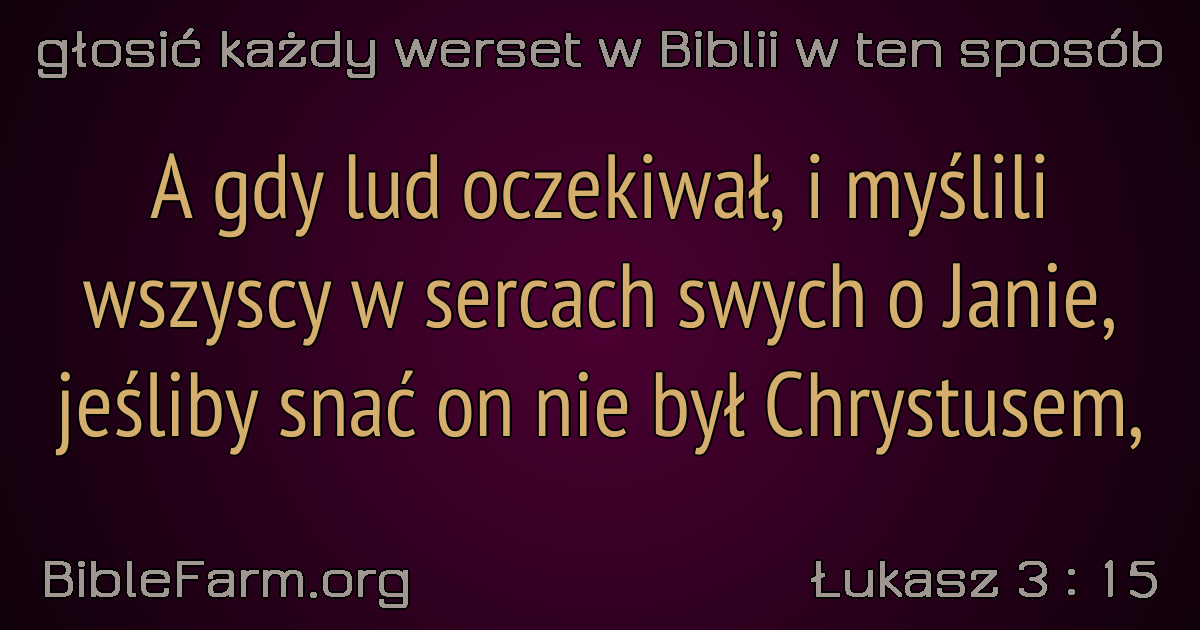 głosić każdy werset w Biblii w ten sposób
A gdy lud oczekiwał, i myślili
wszyscy w sercach swych o Janie,
jeśliby snać on nie był Chrystusem,
BibleFarm.org
Łukasz 3 : 15